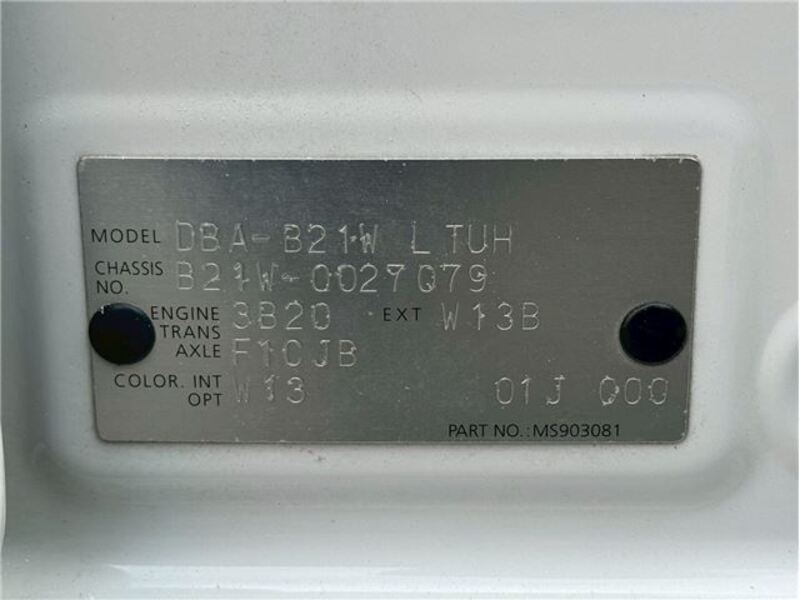 MODEL DBA-B21W LTUH
CHASSIS NO. B21W-0027079
ENGINE 3B20 EXT W13B
TRANS AXLE F1CJB
COLOR. INT OPT W13 01J 000
PART NO.:MS903081